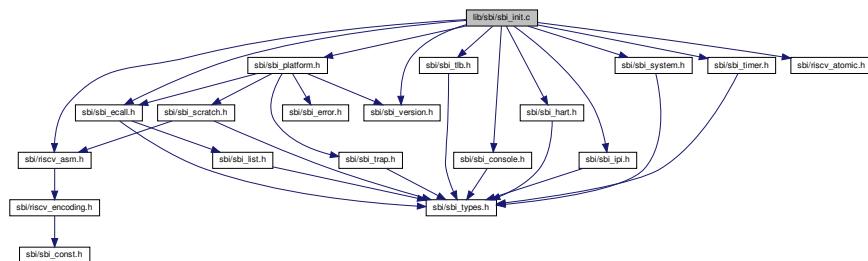 lib/sbi/sbi_init.c
sbi/sbi_platform.h
sbi/sbi_tlb.h
sbi/sbi_system.h
sbi/sbi_timer.h
sbi/riscv_atomic.h
sbi/sbi_ecall.h
sbi/sbi_scratch.h
sbi/sbi_error.h
sbi/sbi_version.h
sbi/sbi_hart.h
sbi/riscv_asm.h
sbi/sbi_list.h
sbi/sbi_trap.h
sbi/sbi_console.h
sbi/sbi_ipi.h
sbi/riscv_encoding.h
sbi/sbi_types.h
sbi/sbi_const.h